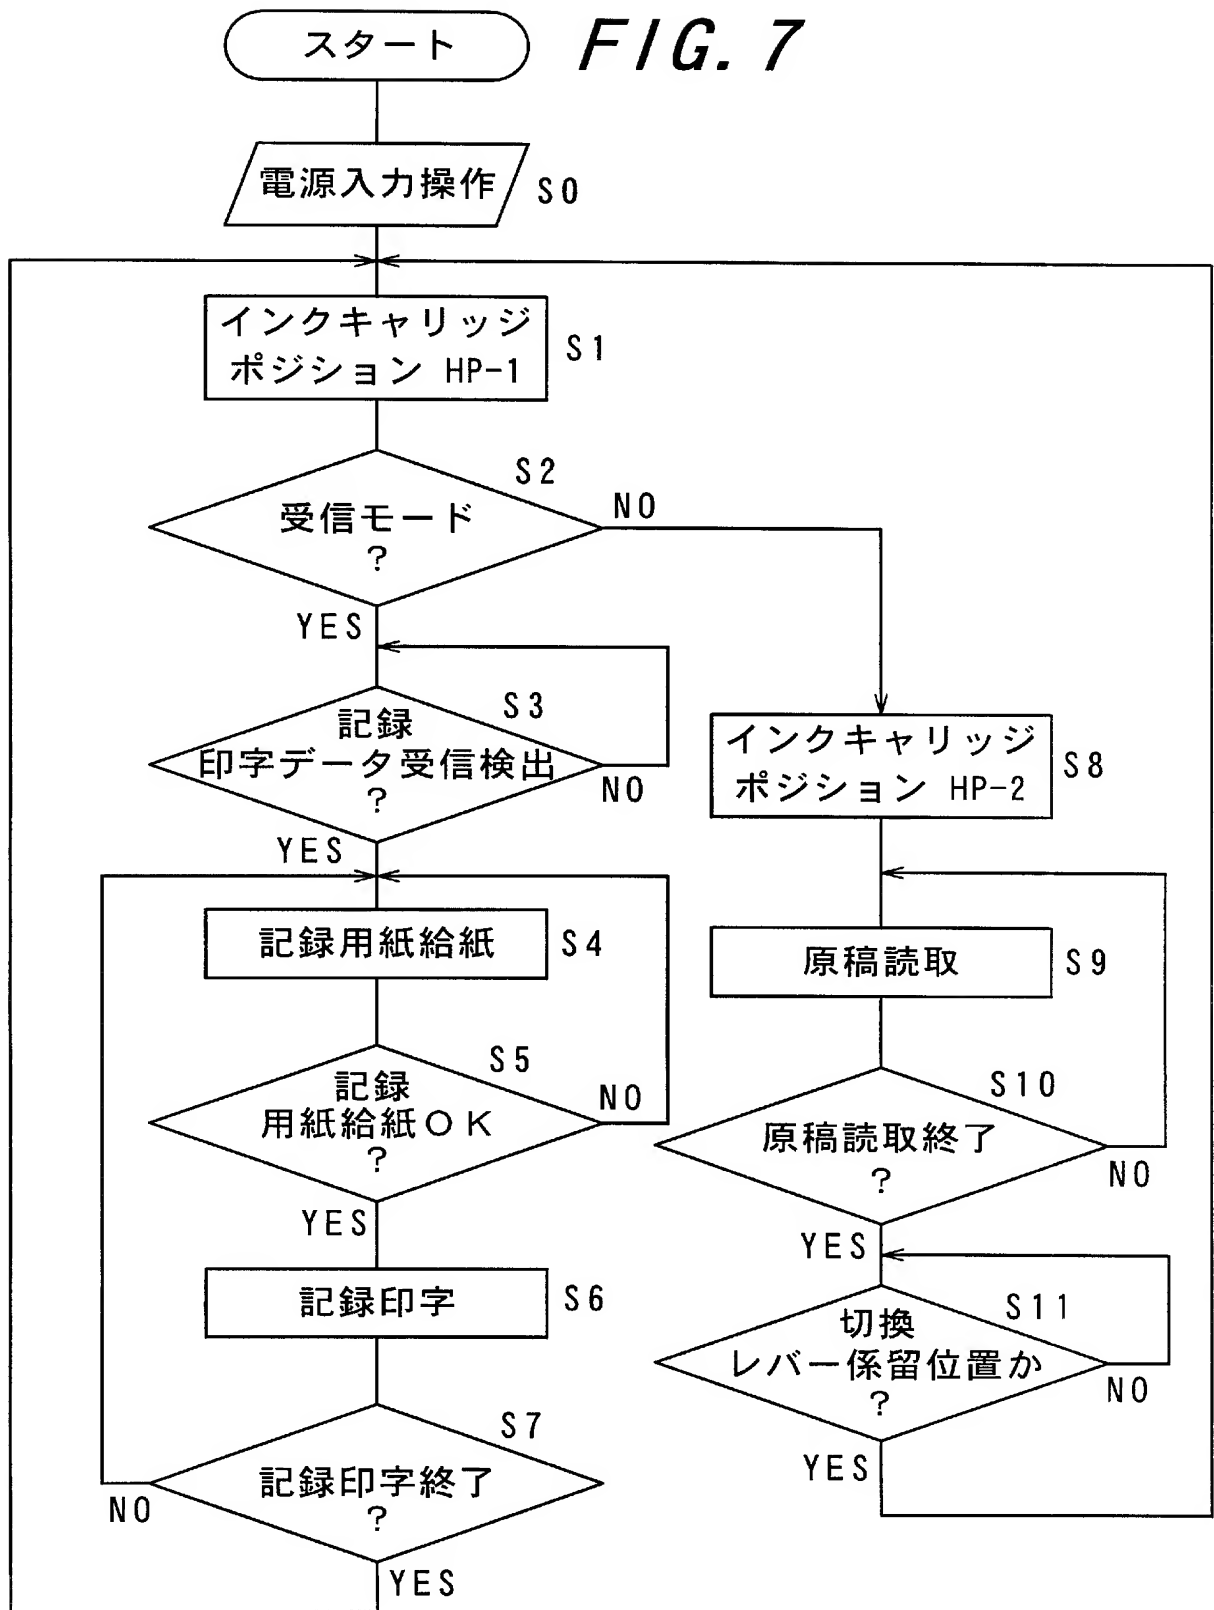 スタート
FIG. 7
電源入力操作
S0
インクキャリッジ
ポジション HP-1
S1
S2
受信モード
?
NO
YES
S3
記録
印字データ受信検出
?
NO
YES
記録用紙給紙
S4
S5
記録
用紙給紙OK
?
NO
YES
記録印字
S6
S7
記録印字終了
?
NO
YES
インクキャリッジ
ポジション HP-2
S8
原稿読取
S9
S10
原稿読取終了
?
NO
YES
S11
切換
レバー係留位置か
?
NO
YES